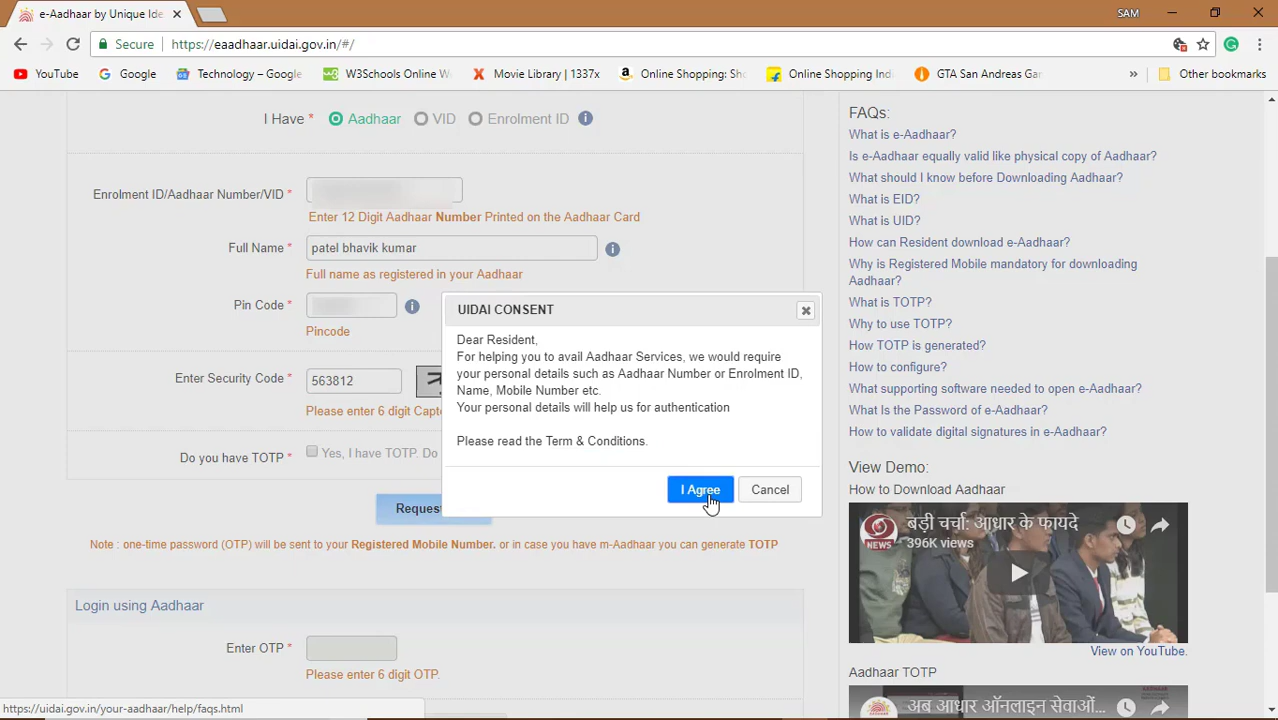 e-Aadhaar by Unique Ide
SAM
Secure
https://eaadhaar.uidai.gov.in/#/
YouTube
Google
Technology – Google
W3Schools Online W
Movie Library | 1337x
Online Shopping: Sho
Online Shopping Ind
GTA San Andreas Gar
»
Other bookmarks
I Have *
Aadhaar
VID
Enrolment ID
Enrolment ID/Aadhaar Number/VID *
Enter 12 Digit Aadhaar Number Printed on the Aadhaar Card
Full Name *
patel bhavik kumar
Full name as registered in your Aadhaar
Pin Code *
Pincode
Enter Security Code *
563812
Please enter 6 digit Captc
Do you have TOTP *
Yes, I have TOTP. Do
Request
Note : one-time password (OTP) will be sent to your Registered Mobile Number. or in case you have m-Aadhaar you can generate TOTP
Login using Aadhaar
Enter OTP *
Please enter 6 digit OTP.
UIDAI CONSENT
Dear Resident,
For helping you to avail Aadhaar Services, we would require
your personal details such as Aadhaar Number or Enrolment ID,
Name, Mobile Number etc.
Your personal details will help us for authentication
Please read the Term & Conditions.
I Agree
Cancel
FAQs:
What is e-Aadhaar?
Is e-Aadhaar equally valid like physical copy of Aadhaar?
What should I know before Downloading Aadhaar?
What is EID?
What is UID?
How can Resident download e-Aadhaar?
Why is Registered Mobile mandatory for downloading
Aadhaar?
What is TOTP?
Why to use TOTP?
How TOTP is generated?
How to configure?
What supporting software needed to open e-Aadhaar?
What Is the Password of e-Aadhaar?
How to validate digital signatures in e-Aadhaar?
View Demo:
How to Download Aadhaar
बड़ी चर्चा: आधार के फायदे
396K views
NEWS
View on YouTube.
Aadhaar TOTP
अब आधार ऑनलाइन सेवाओं...
https://uidai.gov.in/your-aadhaar/help/faqs.html